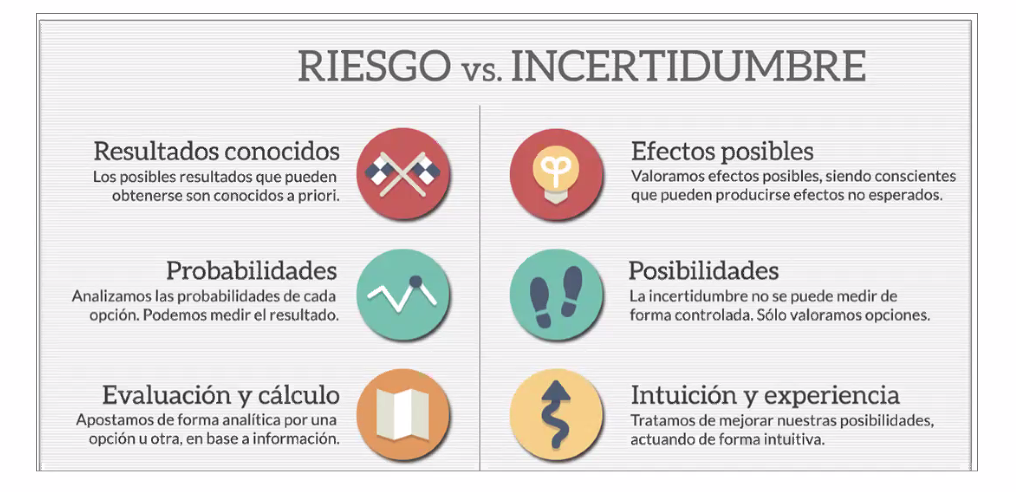 RIESGO vs. INCERTIDUMBRE
Resultados conocidos
Los posibles resultados que pueden
obtenerse son conocidos a priori.
Probabilidades
Analizamos las probabilidades de cada
opción. Podemos medir el resultado.
Evaluación y cálculo
Apostamos de forma analítica por una
opción u otra, en base a información.
Efectos posibles
Valoramos efectos posibles, siendo conscientes
que pueden producirse efectos no esperados.
Posibilidades
La incertidumbre no se puede medir de
forma controlada. Sólo valoramos opciones.
Intuición y experiencia
Tratamos de mejorar nuestras posibilidades,
actuando de forma intuitiva.